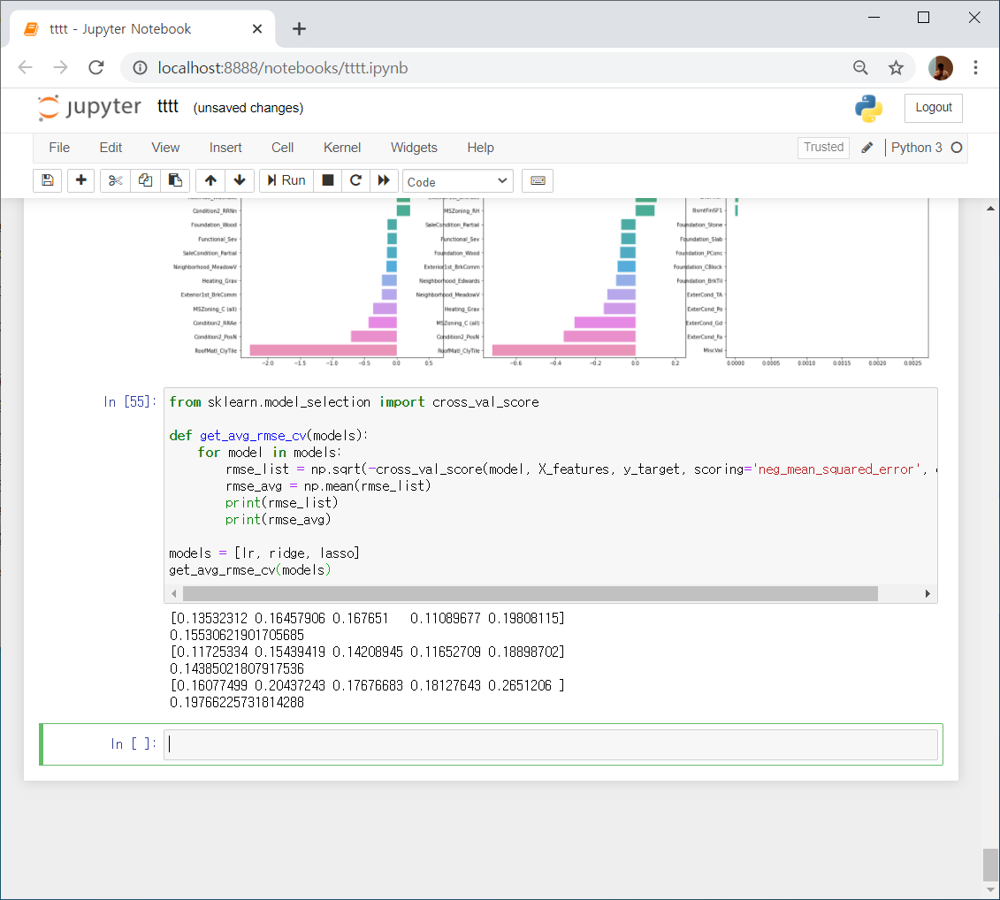 tttt - Jupyter Notebook
localhost:8888/notebooks/tttt.ipynb
jupyter tttt (unsaved changes)
Logout
File Edit View Insert Cell Kernel Widgets Help
Trusted Python 3
Run Code
Condition2_RRNn
Foundation_Wood
Functional_Sev
SaleCondition_Partial
Neighborhood_MeadowV
Heating_Grav
Exterior1st_BrkComm
MSZoning_C (all)
Condition2_RRAe
Condition2_PosN
RoofMatl_ClyTile
−2.0 −1.5 −1.0 −0.5 0.0 0.5
MSZoning_RH
SaleCondition_Partial
Functional_Sev
Foundation_Wood
Exterior1st_BrkComm
Neighborhood_Edwards
Neighborhood_MeadowV
Heating_Grav
MSZoning_C (all)
Condition2_PosN
RoofMatl_ClyTile
−0.6 −0.4 −0.2 0.0 0.2
BsmtFinSF1
Foundation_Stone
Foundation_Slab
Foundation_PConc
Foundation_CBlock
Foundation_BrkTil
ExterCond_TA
ExterCond_Po
ExterCond_Gd
ExterCond_Fa
MiscVal
0.0000 0.0005 0.0010 0.0015 0.0020 0.0025
In [55]:
from sklearn.model_selection import cross_val_score
def get_avg_rmse_cv(models):
for model in models:
rmse_list = np.sqrt(-cross_val_score(model, X_features, y_target, scoring='neg_mean_squared_error',
rmse_avg = np.mean(rmse_list)
print(rmse_list)
print(rmse_avg)
models = [lr, ridge, lasso]
get_avg_rmse_cv(models)
[0.13532312 0.16457906 0.167651 0.11089677 0.19808115]
0.15530621901705685
[0.11725334 0.15439419 0.14208945 0.11652709 0.18898702]
0.14385021807917536
[0.16077499 0.20437243 0.17676683 0.18127643 0.2651206 ]
0.19766225731814288
In [ ]: